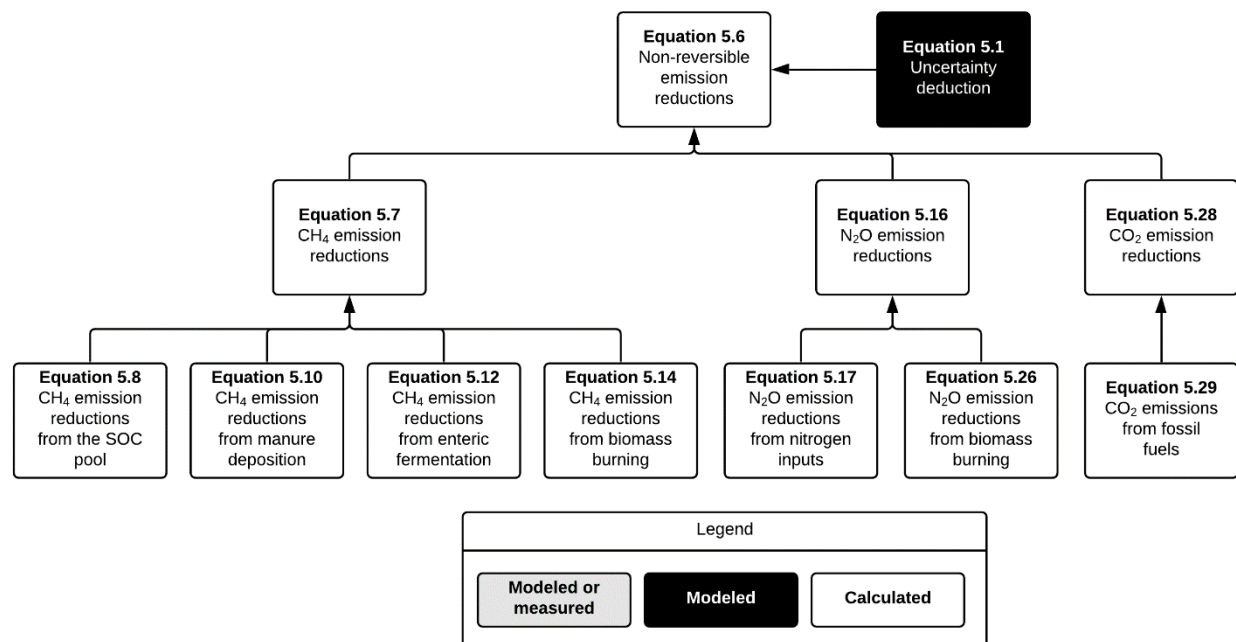 Equation 5.6
Non-reversible
emission
reductions
Equation 5.1
Uncertainty
deduction
Equation 5.7
CH₄ emission
reductions
Equation 5.16
N₂O emission
reductions
Equation 5.28
CO₂ emission
reductions
Equation 5.8
CH₄ emission
reductions
from the SOC
pool
Equation 5.10
CH₄ emission
reductions
from manure
deposition
Equation 5.12
CH₄ emission
reductions
from enteric
fermentation
Equation 5.14
CH₄ emission
reductions
from biomass
burning
Equation 5.17
N₂O emission
reductions
from nitrogen
inputs
Equation 5.26
N₂O emission
reductions
from biomass
burning
Equation 5.29
CO₂ emissions
from fossil
fuels
Legend
Modeled or
measured
Modeled
Calculated